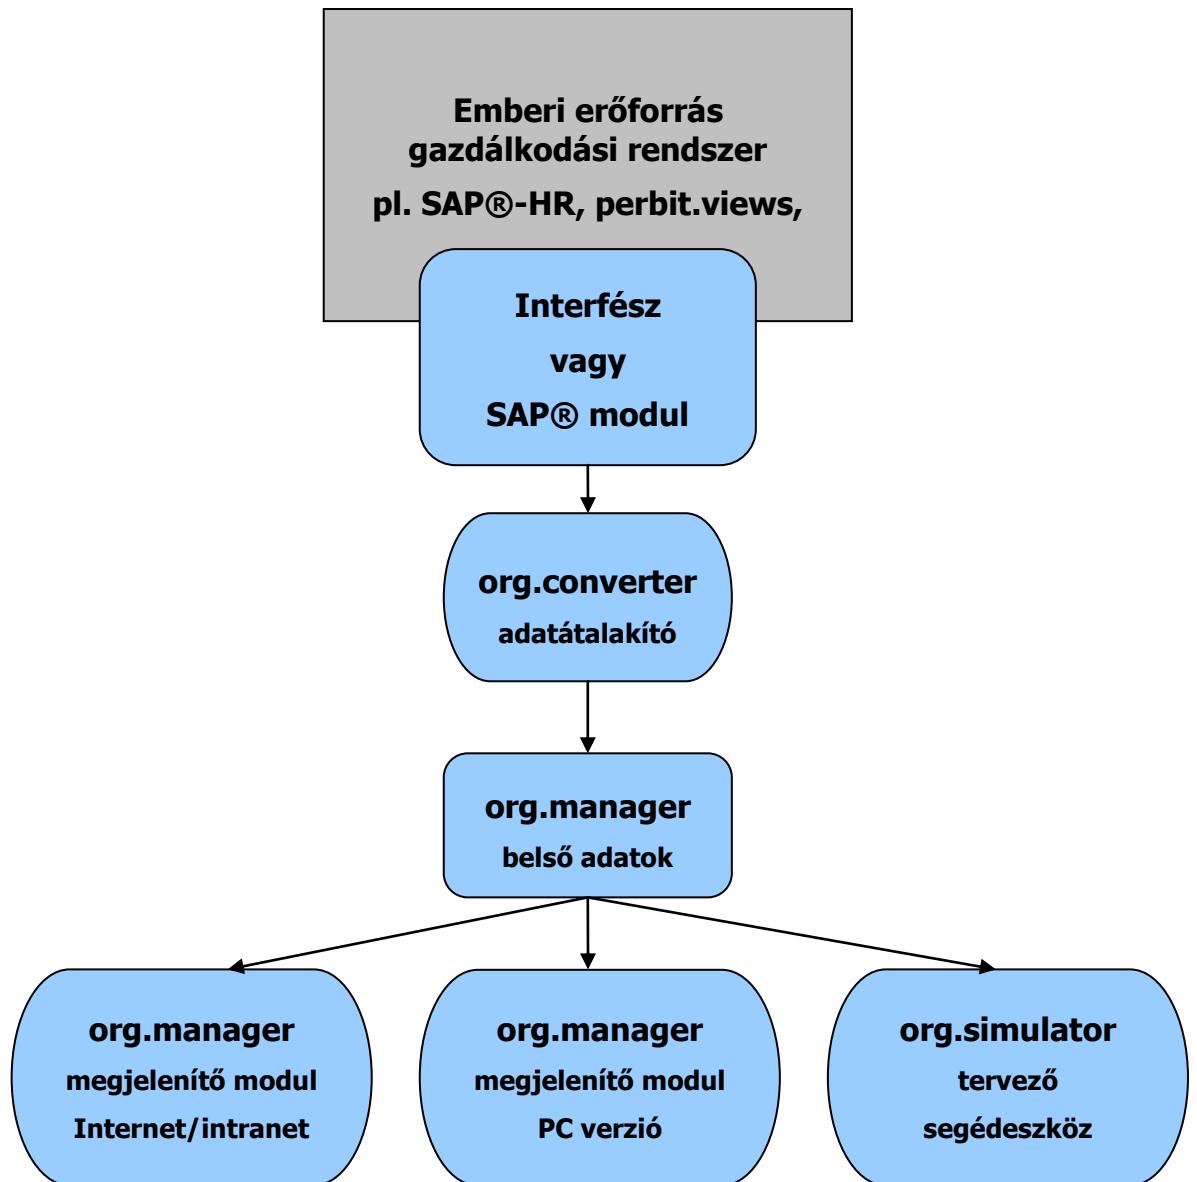 Emberi erőforrás
gazdálkodási rendszer
pl. SAP®-HR, perbit.views,
Interfész
vagy
SAP® modul
org.converter
adatátalakító
org.manager
belső adatok
org.manager
megjelenítő modul
Internet/intranet
org.manager
megjelenítő modul
PC verzió
org.simulator
tervező
segédeszköz